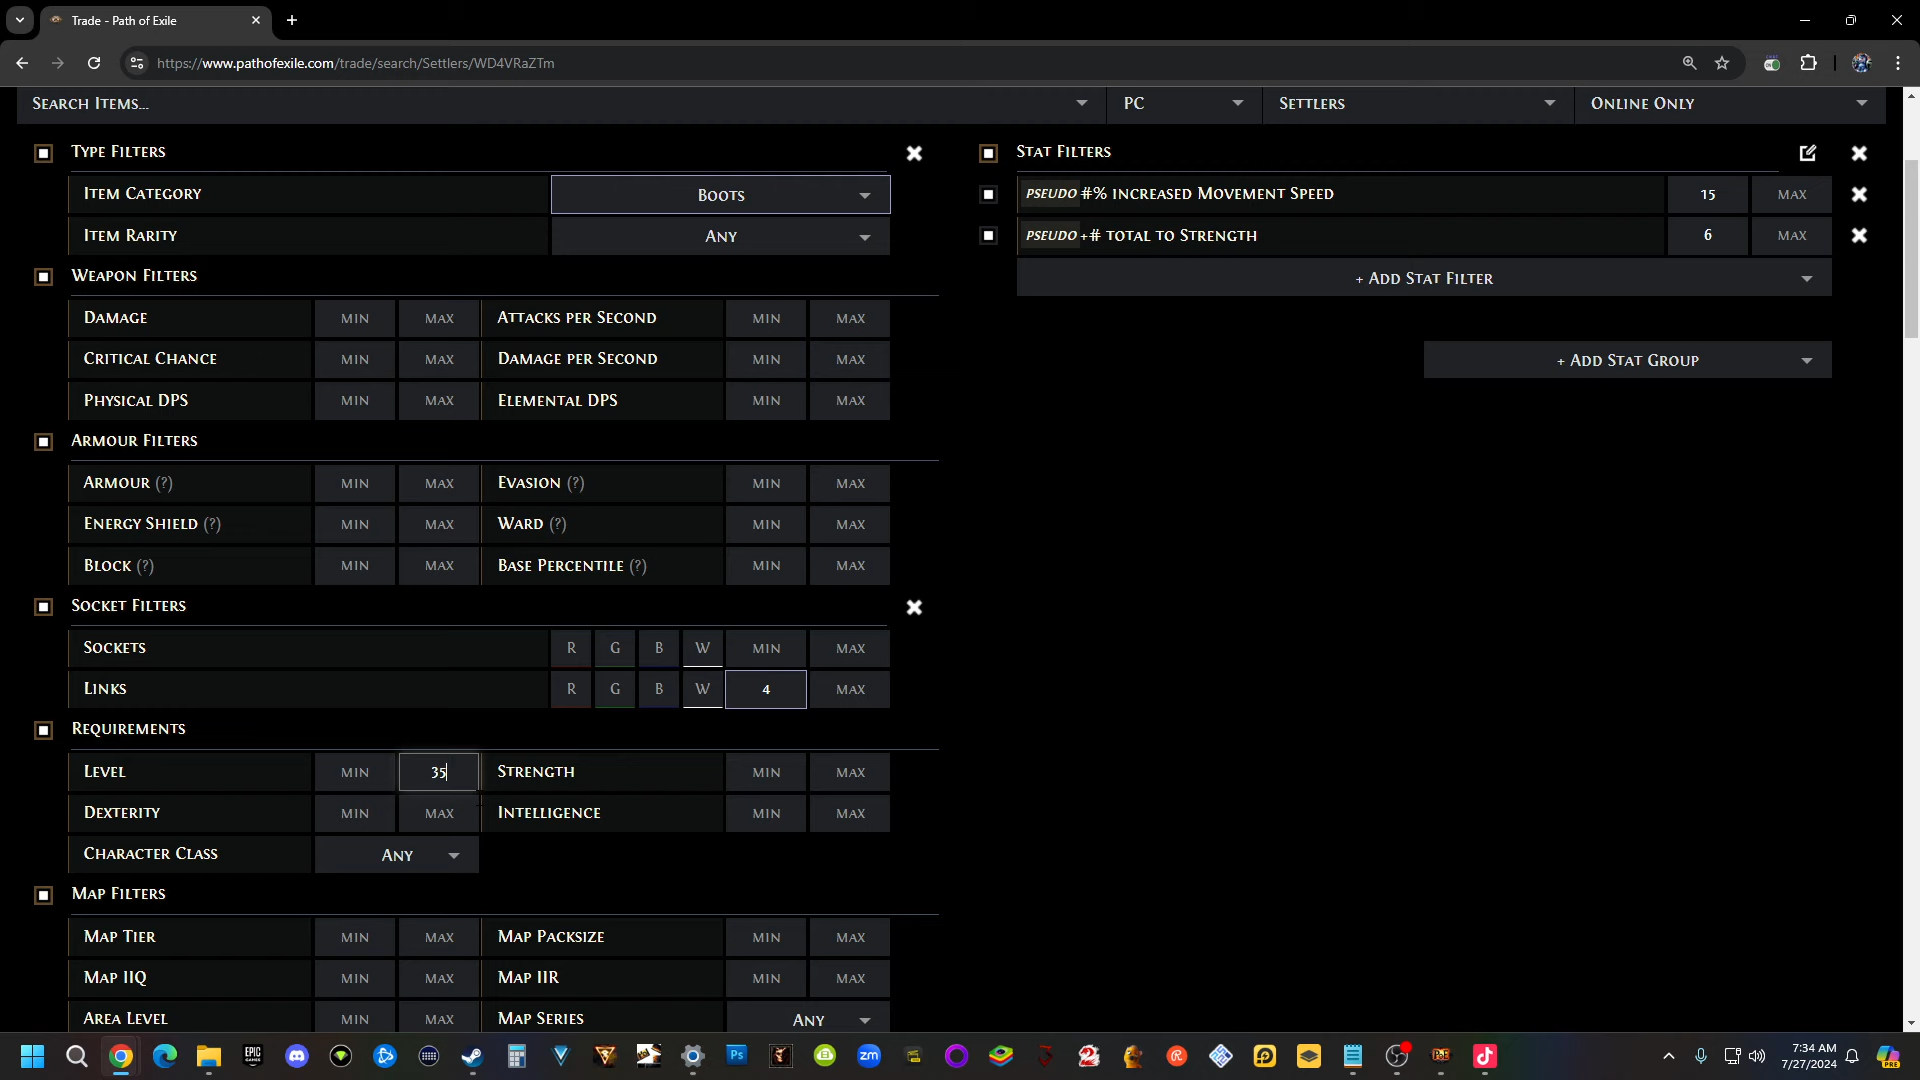 Trade - Path of Exile
https://www.pathofexile.com/trade/search/Settlers/WD4VRaZTm
Search Items...
PC
Settlers
Online Only
Type Filters
Item Category
Boots
Item Rarity
Any
Weapon Filters
Damage MIN MAX Attacks per Second MIN MAX
Critical Chance MIN MAX Damage per Second MIN MAX
Physical DPS MIN MAX Elemental DPS MIN MAX
Armour Filters
Armour (?) MIN MAX Evasion (?) MIN MAX
Energy Shield (?) MIN MAX Ward (?) MIN MAX
Block (?) MIN MAX Base Percentile (?) MIN MAX
Socket Filters
Sockets R G B W MIN MAX
Links R G B W 4 MAX
Requirements
Level MIN 35 Strength MIN MAX
Dexterity MIN MAX Intelligence MIN MAX
Character Class Any
Map Filters
Map Tier MIN MAX Map Packsize MIN MAX
Map IIQ MIN MAX Map IIR MIN MAX
Area Level MIN MAX Map Series Any
Stat Filters
PSEUDO #% increased Movement Speed 15 MAX
PSEUDO +# total to Strength 6 MAX
+ Add Stat Filter
+ Add Stat Group
EPIC GAMES
Ps
zm
7:34 AM
7/27/2024
PRE